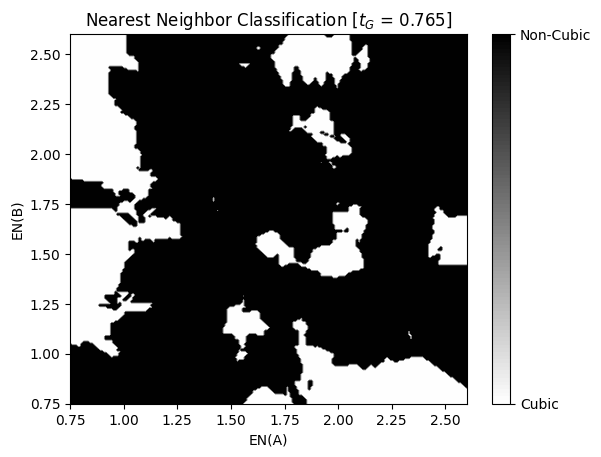 Nearest Neighbor Classification [$t_G$ = 0.765]
EN(B)
2.50
2.25
2.00
1.75
1.50
1.25
1.00
0.75
0.75 1.00 1.25 1.50 1.75 2.00 2.25 2.50
EN(A)
Non-Cubic
Cubic